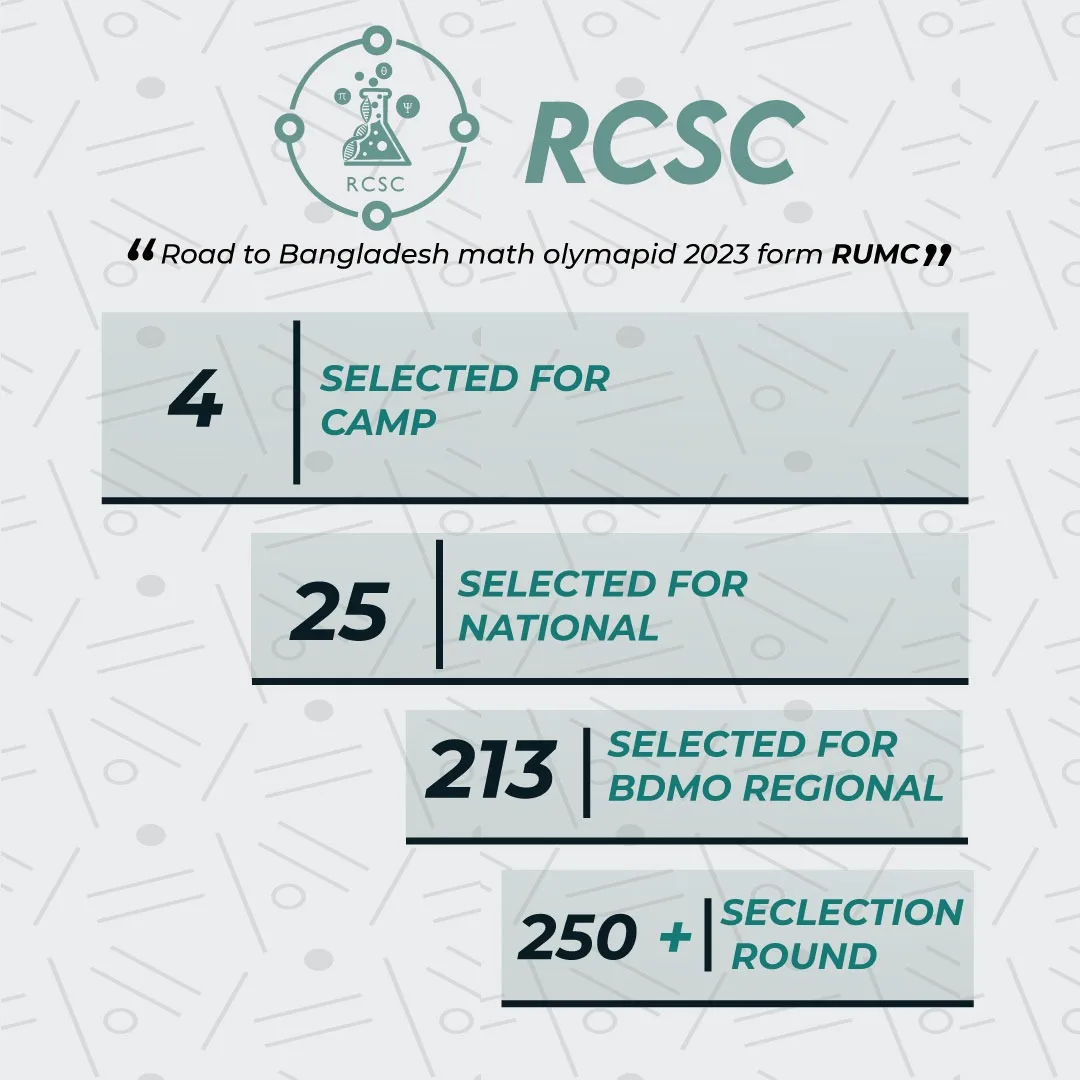 θ
π
Ψ
RCSC
RCSC
“Road to Bangladesh math olymapid 2023 form RUMC”
4
SELECTED FOR
CAMP
25
SELECTED FOR
NATIONAL
213
SELECTED FOR
BDMO REGIONAL
250 +
SECLECTION
ROUND